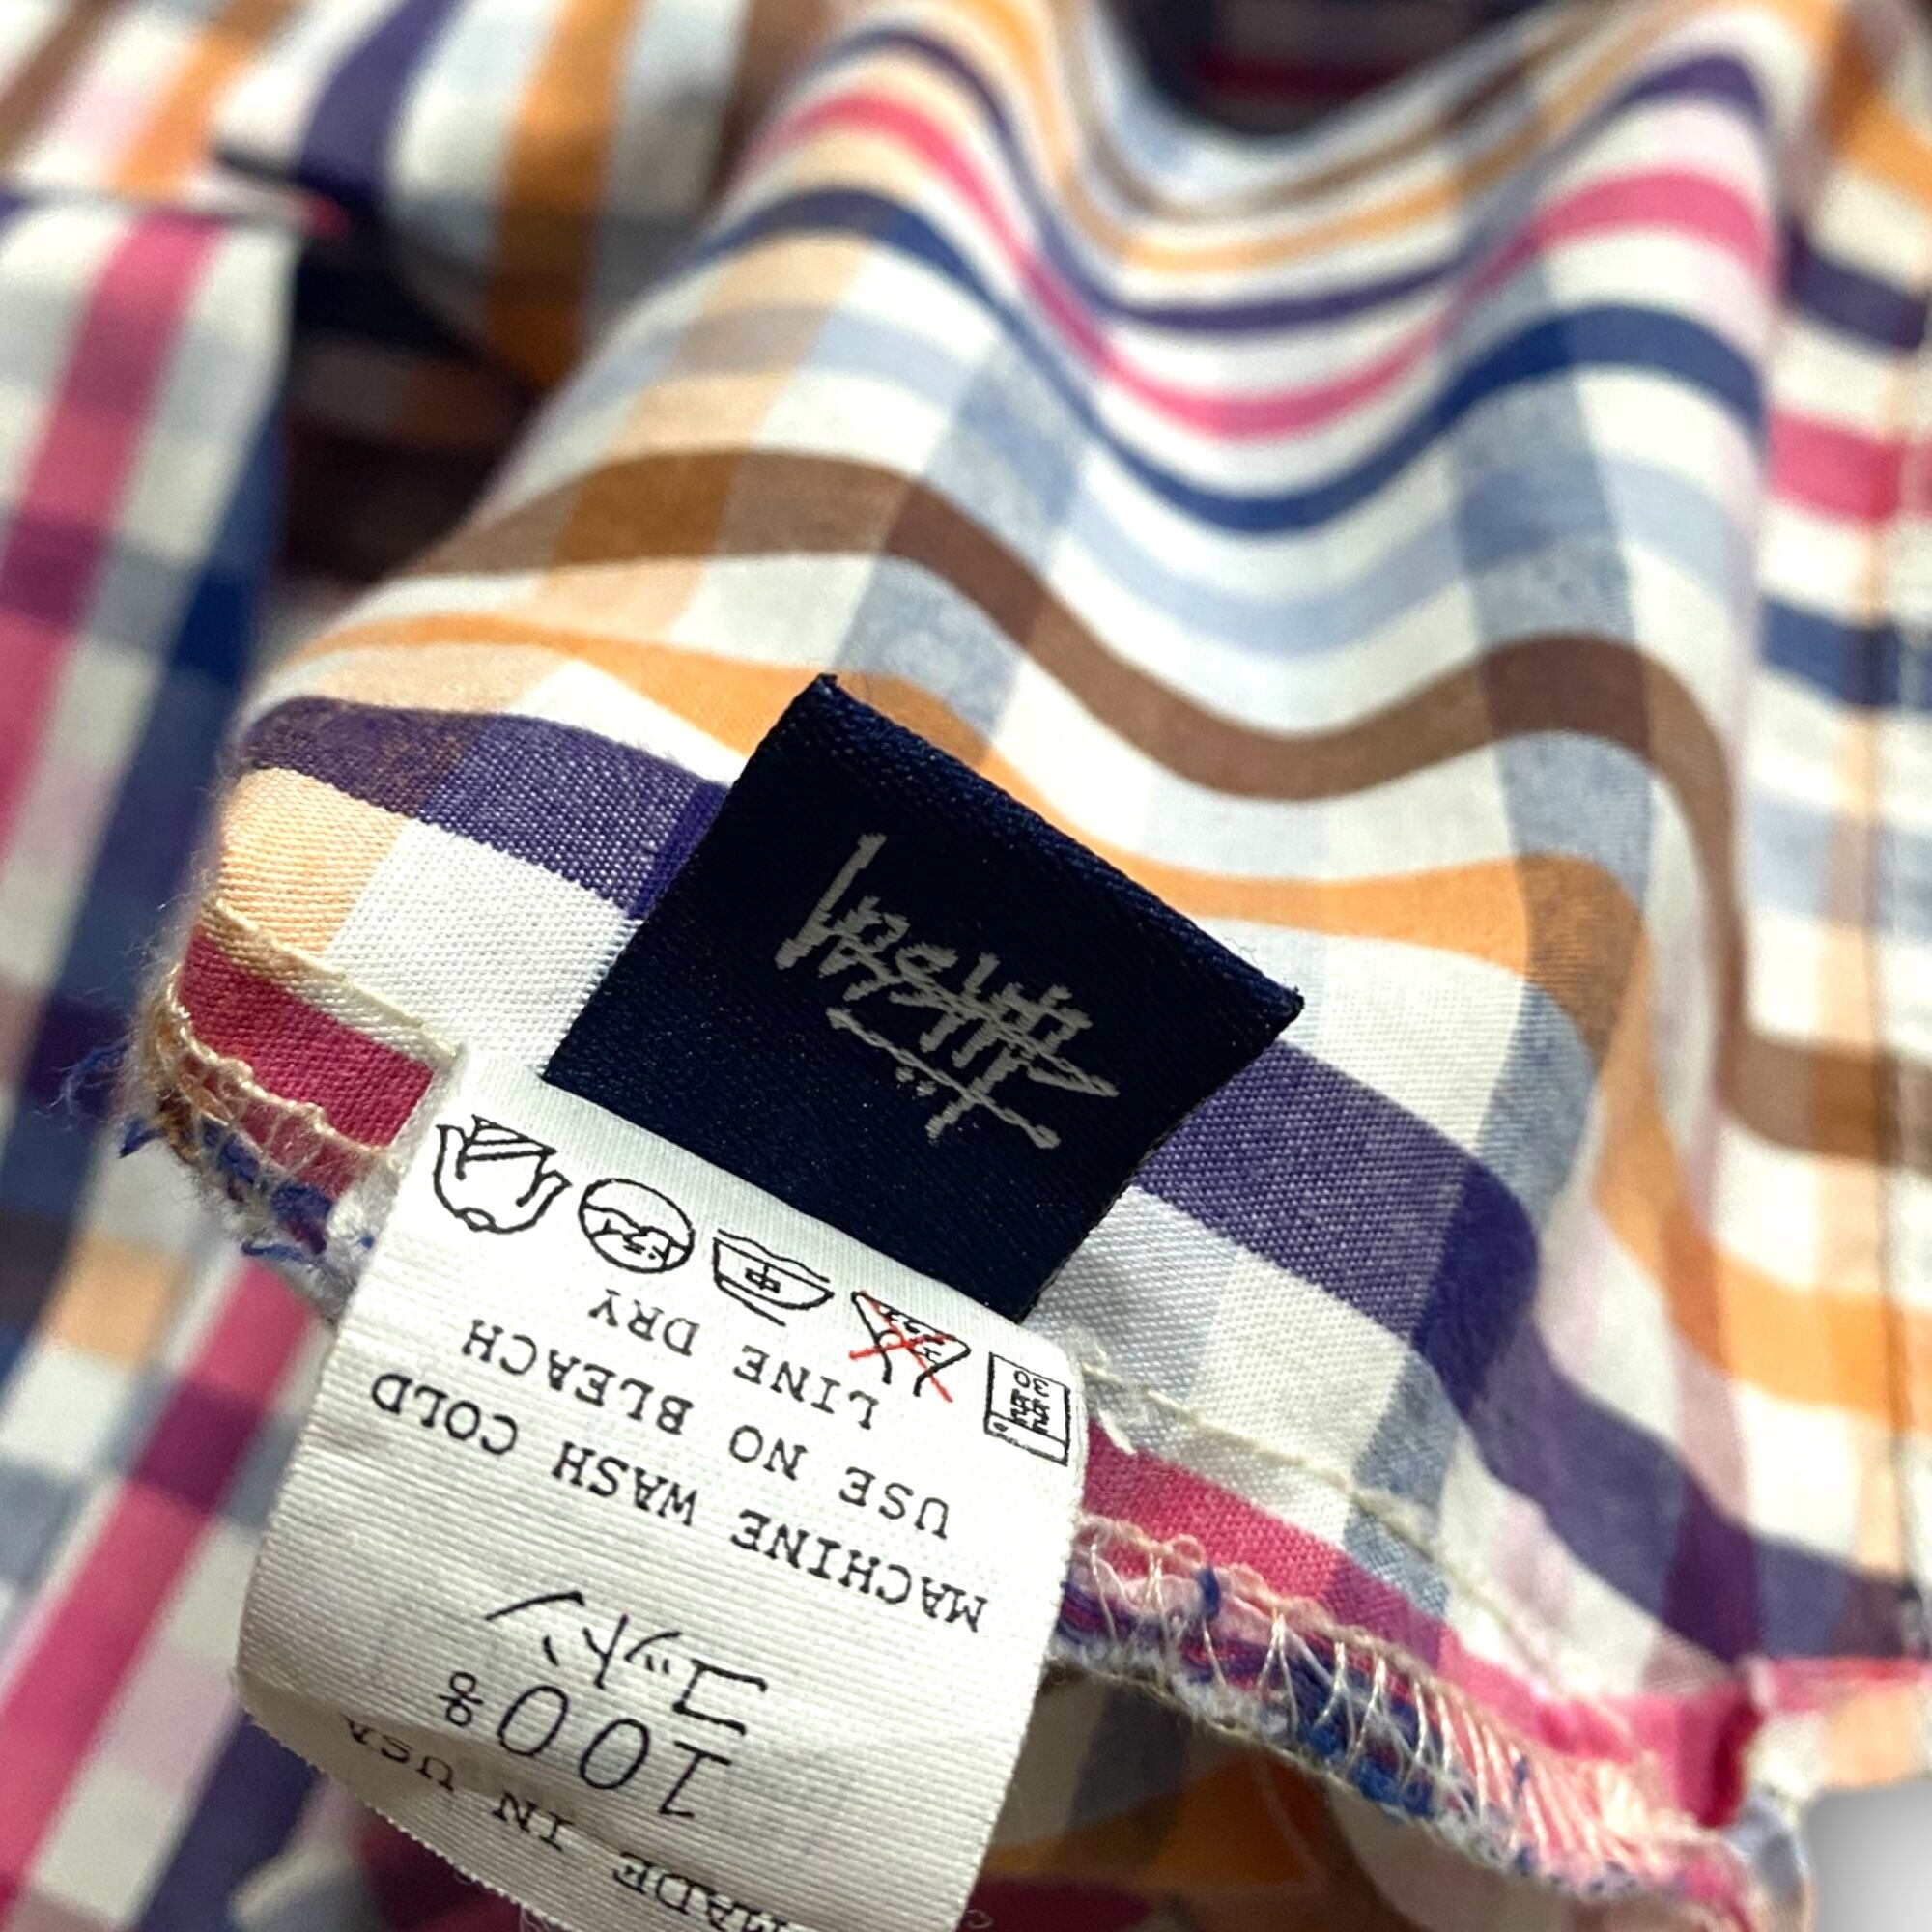 Stüssy
MADE IN USA
100%
コットン
MACHINE WASH COLD
USE NO BLEACH
LINE DRY
30
中